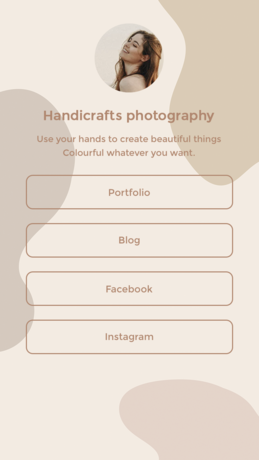 Handicrafts photography
Use your hands to create beautiful things
Colourful whatever you want.
Portfolio
Blog
Facebook
Instagram